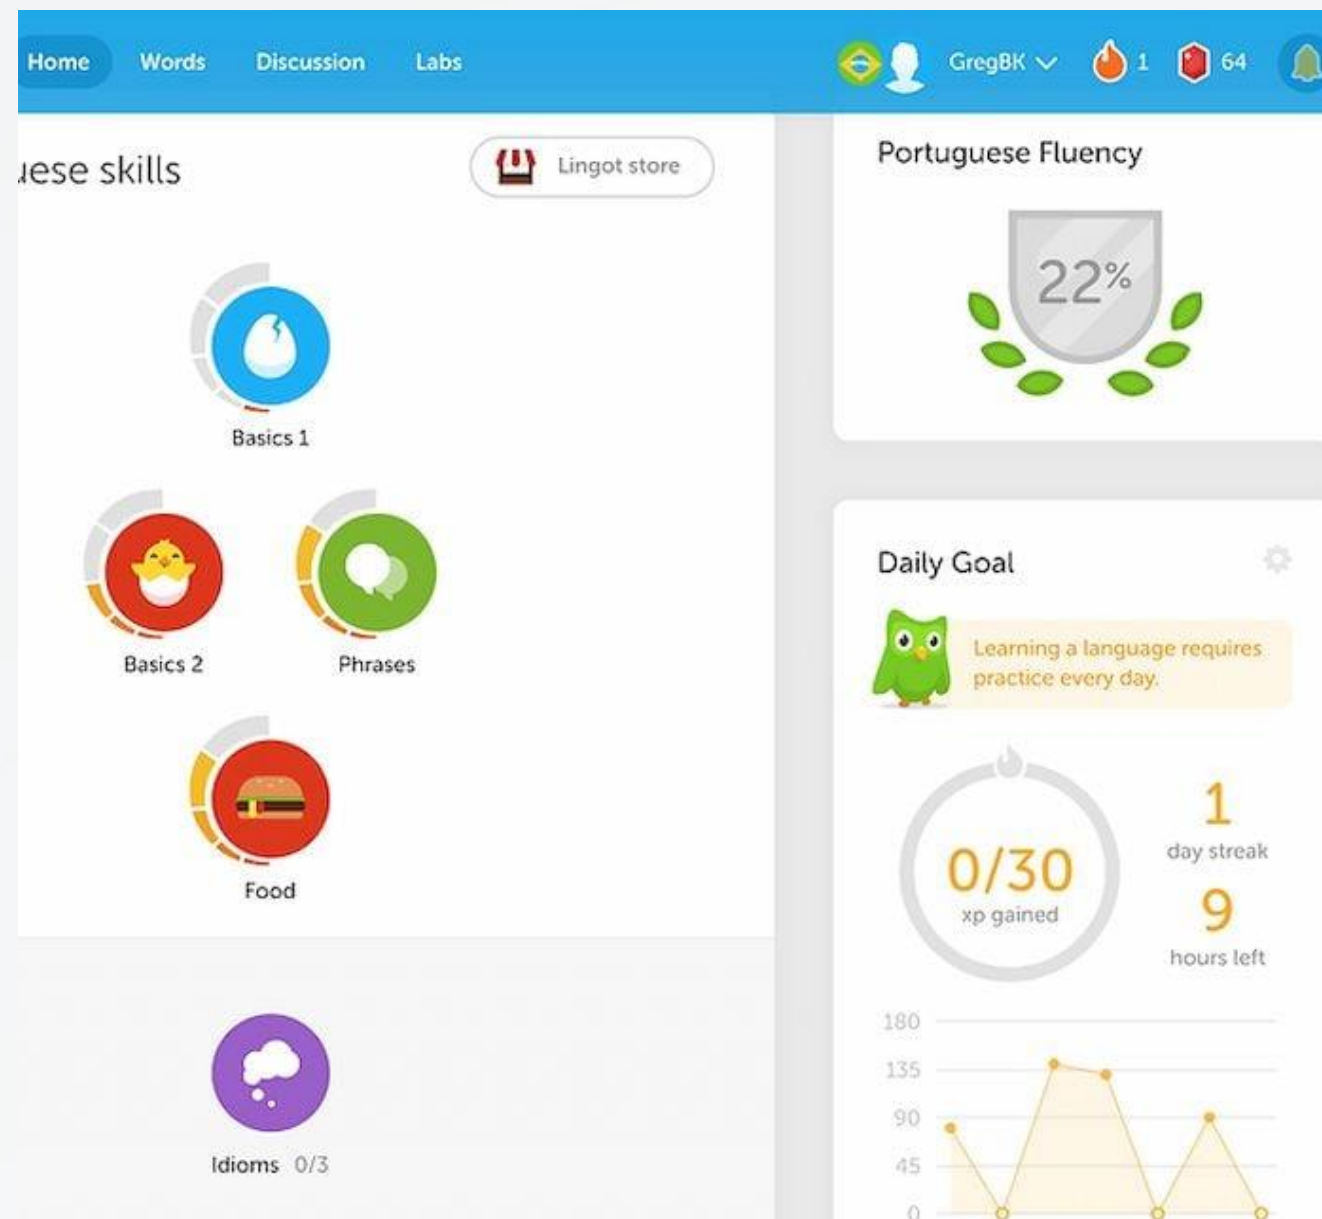 Home Words Discussion Labs GregBK 1 64
uese skills
Lingot store
Basics 1
Basics 2 Phrases
Food
Idioms 0/3
Portuguese Fluency
22%
Daily Goal
Learning a language requires
practice every day.
0/30
xp gained
1
day streak
9
hours left
180
135
90
45
0